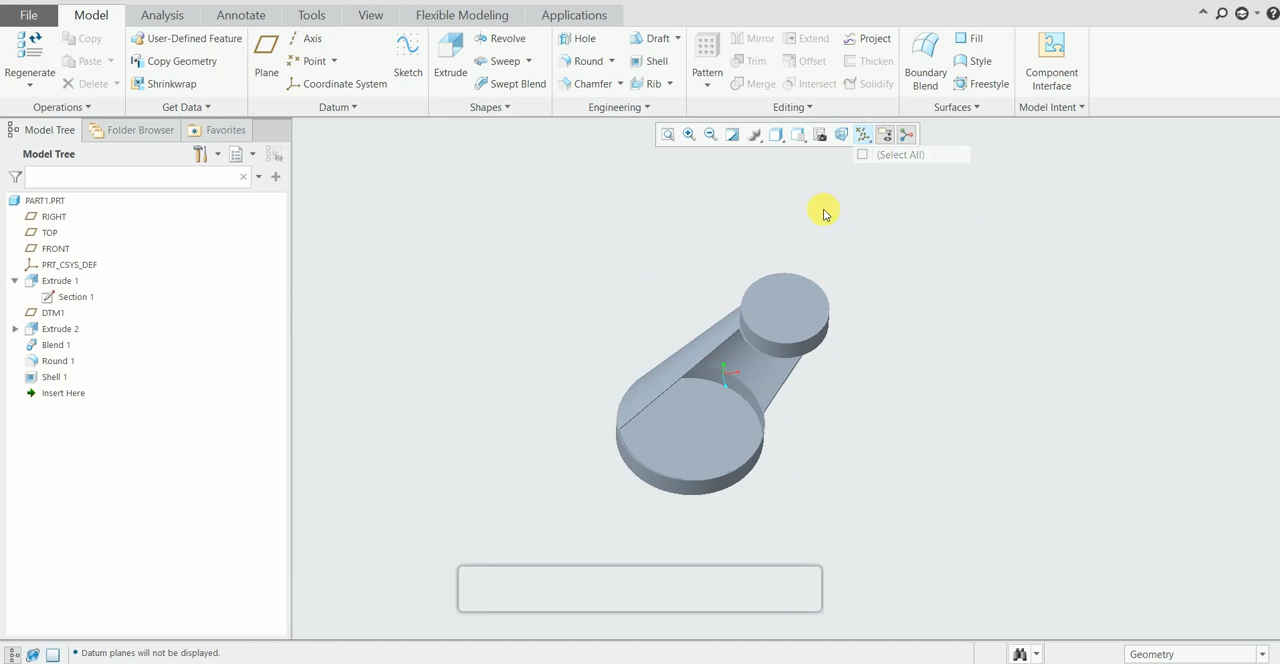 File Model Analysis Annotate Tools View Flexible Modeling Applications
Regenerate
Copy
Paste
Delete
Operations
User-Defined Feature
Copy Geometry
Shrinkwrap
Get Data
Plane
Axis
Point
Coordinate System
Sketch
Datum
Extrude
Revolve
Sweep
Swept Blend
Shapes
Hole
Round
Chamfer
Draft
Shell
Rib
Engineering
Pattern
Mirror
Trim
Merge
Extend
Offset
Intersect
Project
Thicken
Solidify
Editing
Boundary
Blend
Fill
Style
Freestyle
Surfaces
Component
Interface
Model Intent
Model Tree Folder Browser Favorites
Model Tree
(Select All)
PART1.PRT
RIGHT
TOP
FRONT
PRT_CSYS_DEF
Extrude 1
Section 1
DTM1
Extrude 2
Blend 1
Round 1
Shell 1
Insert Here
Datum planes will not be displayed.
Geometry